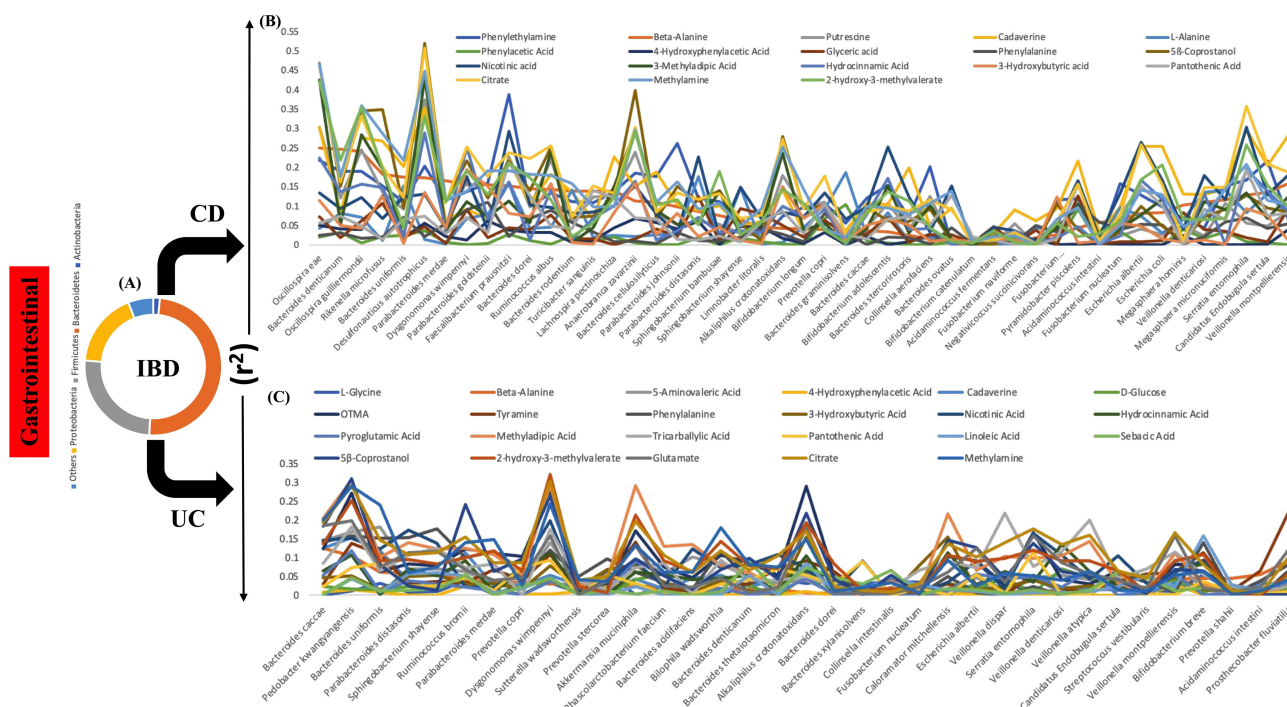 Gastrointestinal
Others Proteobacteria Firmicutes Bacteroideetes Actinobacteria
(A)
IBD
CD
UC
(r²)
(B)
Phenylethylamine Beta-Alanine Putrescine Cadaverine L-Alanine
Phenylacetic Acid 4-Hydroxyphenylacetic Acid Glyceric acid Phenylalanine 5ß-Coprostanol
Nicotinic acid 3-Methyladipic Acid Hydrocinnamic Acid 3-Hydroxybutyric acid Pantothenic Acid
Citrate Methylamine 2-hydroxy-3-methylvalerate
0.55
0.5
0.45
0.4
0.35
0.3
0.25
0.2
0.15
0.1
0.05
0
Oscillospira eae
Bacteroides denticanum
Oscillospira guilliermondi
Rikenella microfusus
Bacteroides uniformis
Desulfonauticus autotrophicus
Bacteroides merdae
Dysgonomonas wimpennyi
Parabacteroides goldsteinii
Faecalibacterium prausnitzi
Bacteroides dorei
Ruminococcus albus
Bacteroides rodentium
Turicibacter sanguinis
Lachnospira pectinoschiza
Anaerobranca zavarzinii
Bacteroides cellulosilyticus
Parabacteroides johnsonii
Parabacteroides distasonis
Sphingobacterium bambusae
Sphingobacterium shayense
Limnobacter litoralis
Alkaliphilus crotonatoxidans
Bifidobacterium longum
Prevotella copri
Bacteroides graminisolvens
Bacteroides caccae
Bifidobacterium adolescentis
Bacteroides stercorirosoris
Collinsella aerofaciens
Bacteroides ovatus
Bifidobacterium catenulatum
Acidaminococcus fermentans
Fusobacterium naviforme
Negativicoccus succinicivorans
Fusobacterium...
Pyramidobacter piscolens
Acidaminococcus intestini
Fusobacterium nucleatum
Escherichia albertii
Escherichia coli
Megasphaera hominis
Veillonella denticariosi
Megasphaera micronuciformis
Serratia entomophila
Candidatus Endobugula
Veillonella montpellierensis
(C)
L-Glycine Beta-Alanine 5-Aminovaleric Acid 4-Hydroxyphenylacetic Acid Cadaverine D-Glucose
OTMA Tyramine Phenylalanine 3-Hydroxybutyric Acid Nicotinic Acid Hydrocinnamic Acid
Pyroglutamic Acid Methyladipic Acid Tricarballylic Acid Pantothenic Acid Linoleic Acid Sebacic Acid
5β-Coprostanol 2-hydroxy-3-methylvalerate Glutamate Citrate Methylamine
0.35
0.3
0.25
0.2
0.15
0.1
0.05
0
Bacteroides caccae
Pedobacter kwangyangensis
Bacteroides uniformis
Parabacteroides distasonis
Sphingobacterium shayense
Ruminococcus bromii
Parabacteroides merdae
Prevotella copri
Dysgonomonas wimpennyi
Sutterella wadsworthensis
Prevotella stercorea
Akkermansia muciniphila
Phascolarctobacterium faecium
Bacteroides acidifaciens
Bilophila wadsworthia
Bacteroides denticanum
Bacteroides thetaiotaomicron
Alkaliphilus crotonatoxidans
Bacteroides dorei
Bacteroides xylanisolvens
Collinsella intestinalis
Fusobacterium nucleatum
Caloramator mitchellensis
Escherichia albertii
Veillonella dispar
Serratia entomophila
Veillonella denticariosi
Veillonella atypica
Candidatus Endobugula sertula
Streptococcus vestibularis
Veillonella montpellierensis
Bifidobacterium breve
Prevotella shahii
Acidaminococcus intestini
Prosthecobacter fluviatilis